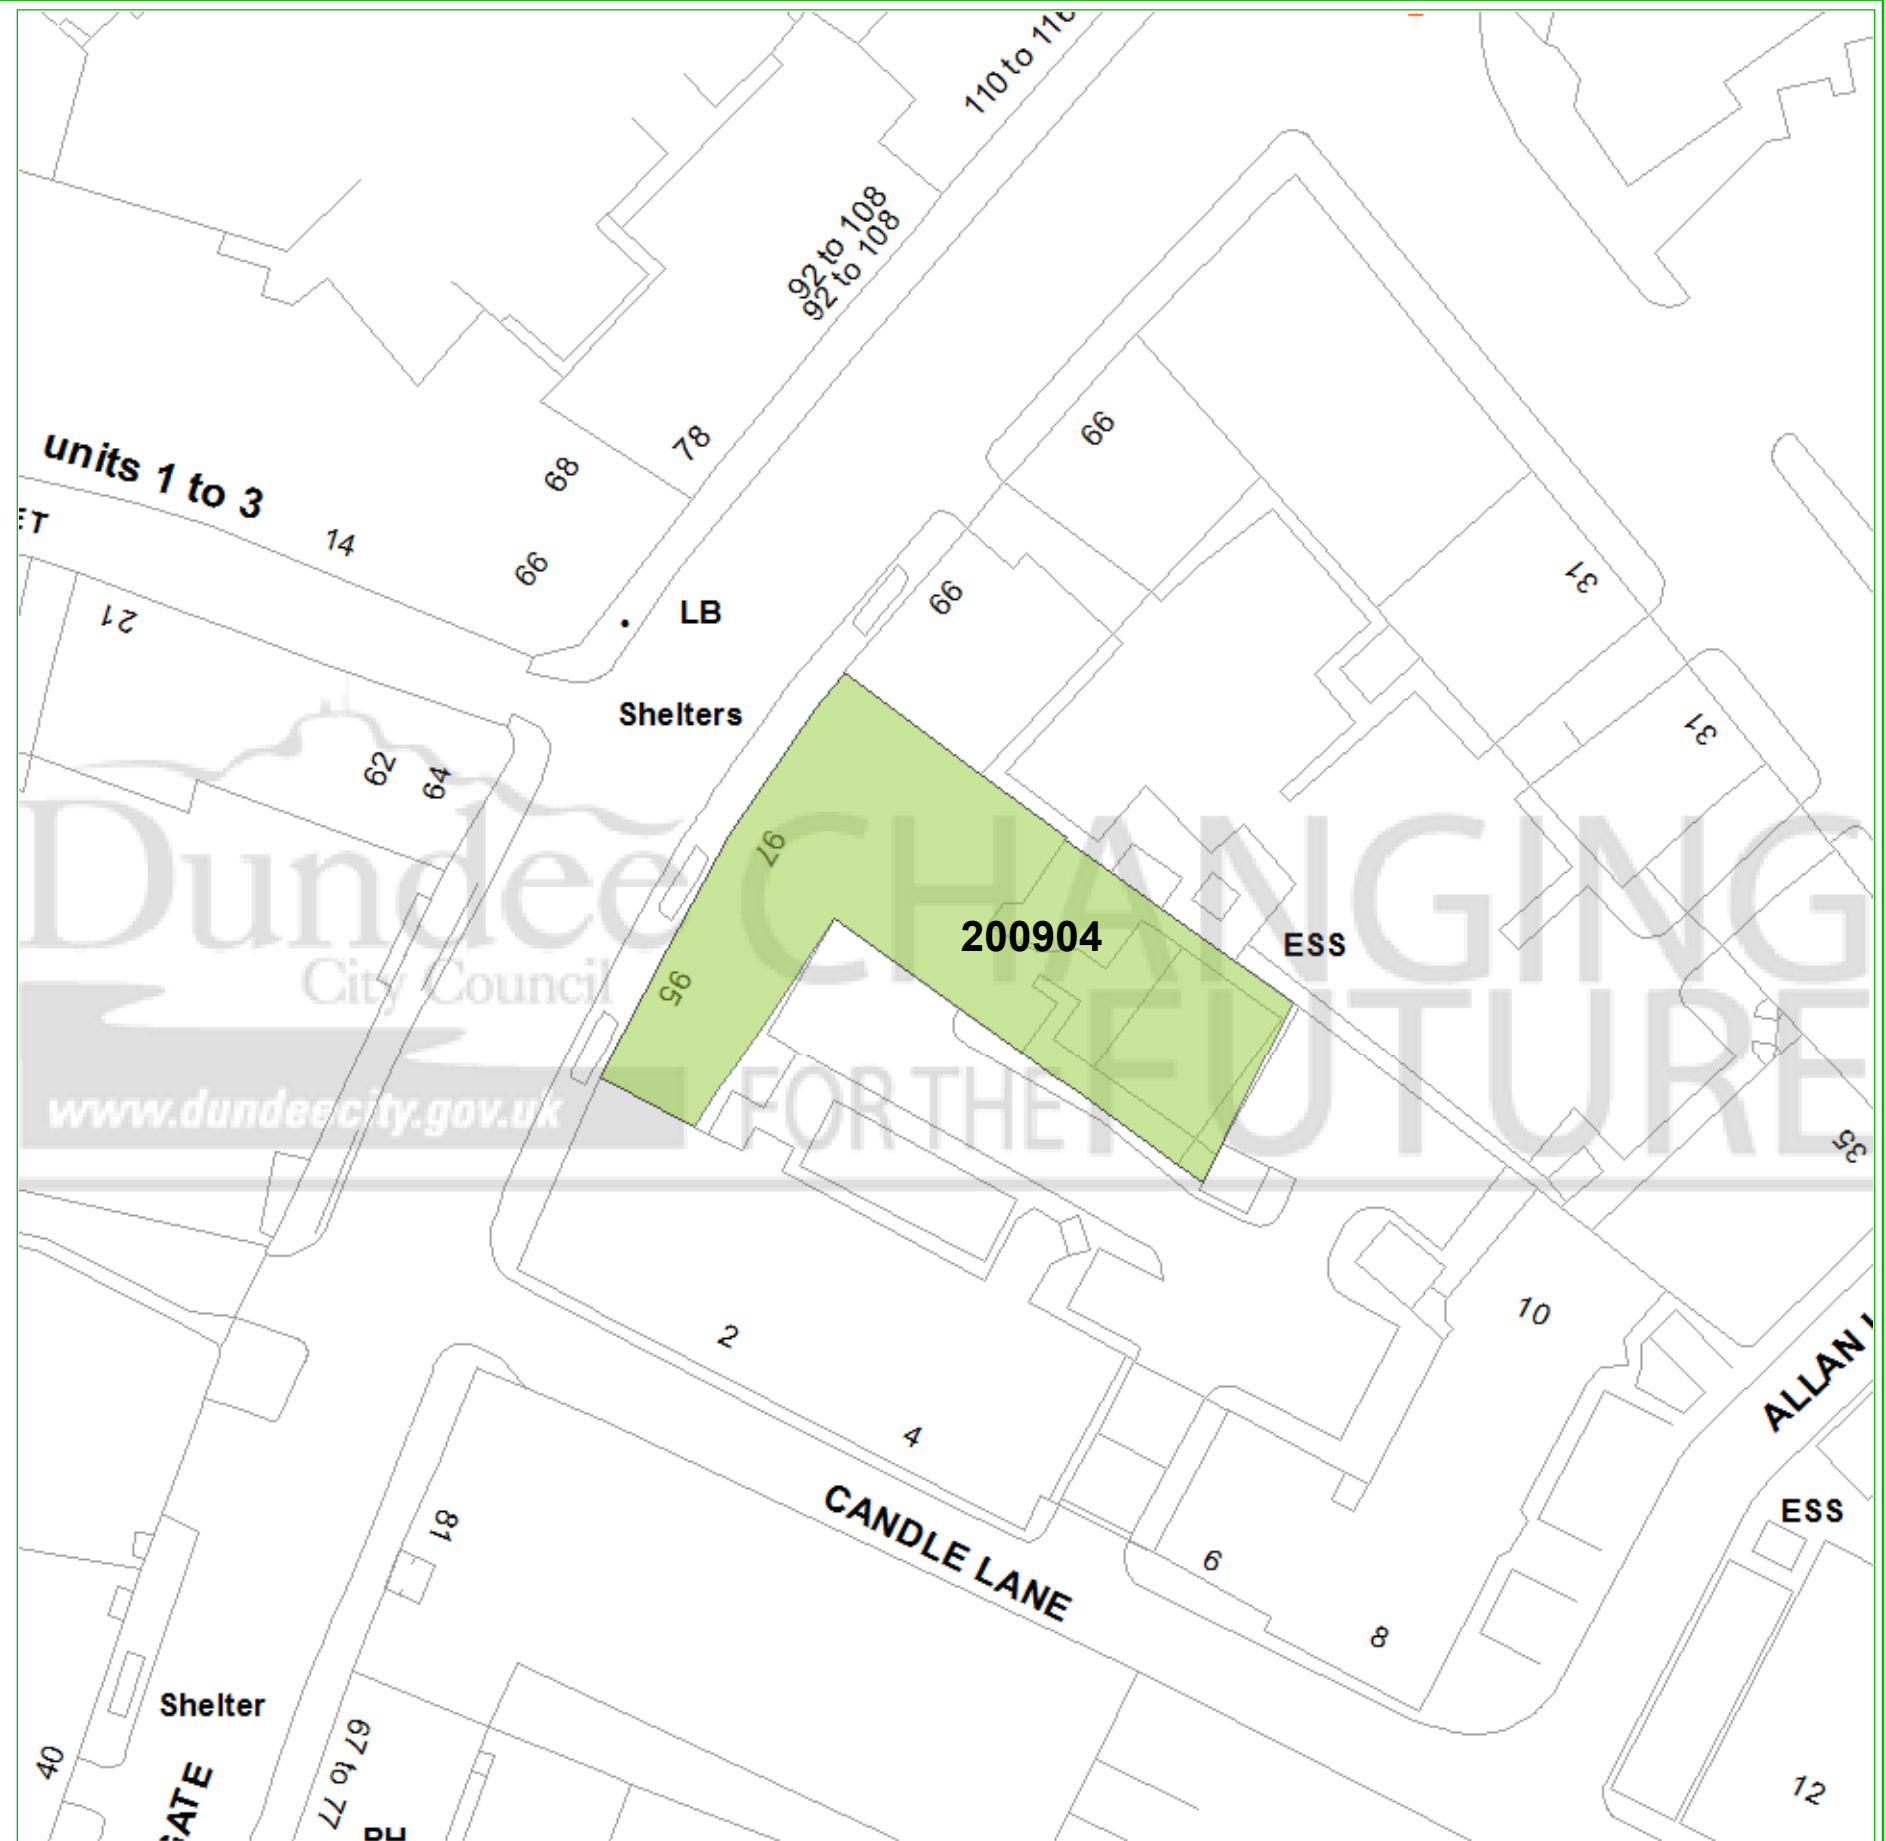 110 to 116
92 to 108
92 to 108
78
68
66
units 1 to 3
14
21
LB
Shelters
66
66
31
31
62
64
97
95
200904
ESS
Dundee
City Council
www.dundeecity.gov.uk
CHANGING
FOR THE FUTURE
35
10
2
4
CANDLE LANE
6
8
ALLAN
ESS
12
81
Shelter
40
67 to 77
GATE
PH